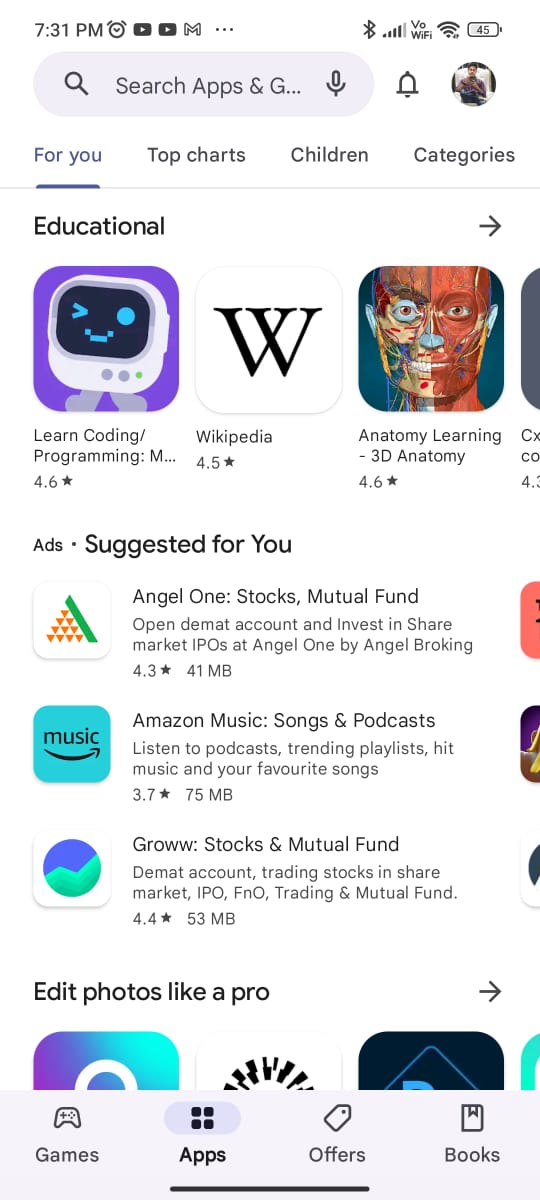 7:31 PM
Vo
WiFi
45
Search Apps & G...
For you
Top charts
Children
Categories
Educational
W
Learn Coding/
Programming: M...
4.6★
Wikipedia
4.5★
Anatomy Learning
- 3D Anatomy
4.6★
Cx
co
4.3
Ads · Suggested for You
Angel One: Stocks, Mutual Fund
Open demat account and Invest in Share
market IPOs at Angel One by Angel Broking
4.3★ 41 MB
music
Amazon Music: Songs & Podcasts
Listen to podcasts, trending playlists, hit
music and your favourite songs
3.7★ 75 MB
Groww: Stocks & Mutual Fund
Demat account, trading stocks in share
market, IPO, FnO, Trading & Mutual Fund.
4.4★ 53 MB
Edit photos like a pro
Games
Apps
Offers
Books